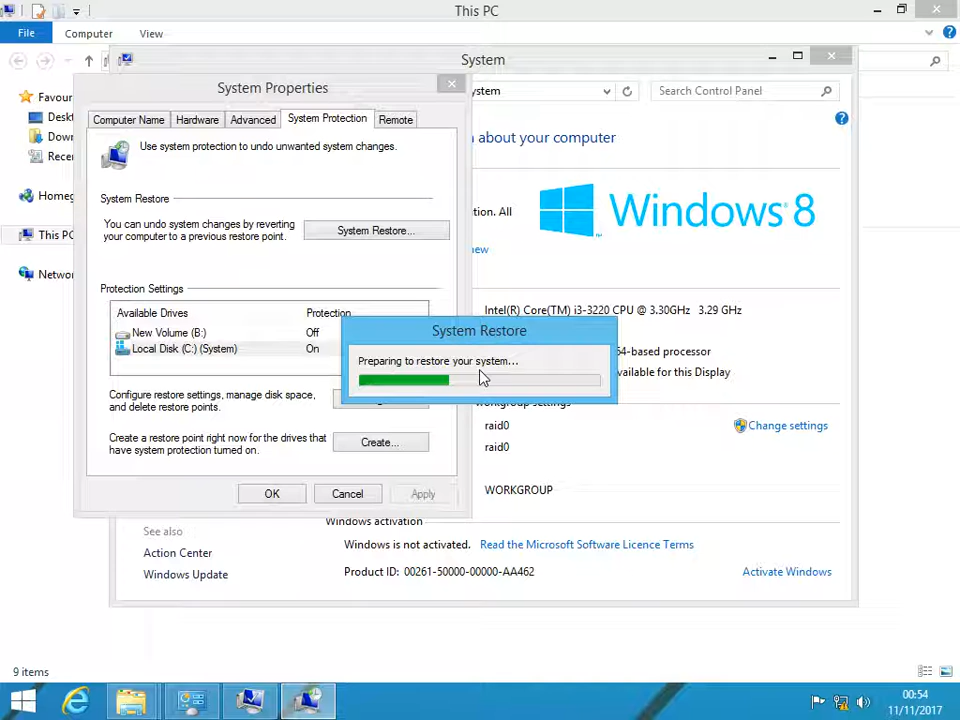 This PC
File
Computer
View
System
System Properties
ystem
Search Control Panel
Favour
Deskt
Down
Rece
Homeg
This PC
Networ
Computer Name
Hardware
Advanced
System Protection
Remote
about your computer
Use system protection to undo unwanted system changes.
System Restore
You can undo system changes by reverting
your computer to a previous restore point.
System Restore...
tion. All
Windows 8
Protection Settings
Available Drives
Protection
New Volume (B:)
Off
Local Disk (C:) (System)
On
Intel(R) Core(TM) i3-3220 CPU @ 3.30GHz 3.29 GHz
64-based processor
vailable for this Display
System Restore
Preparing to restore your system...
Configure restore settings, manage disk space,
and delete restore points.
workgroup settings
raid0
Change settings
Create a restore point right now for the drives that
have system protection turned on.
Create...
raid0
WORKGROUP
OK
Cancel
Apply
Windows activation
See also
Action Center
Windows Update
Windows is not activated.
Read the Microsoft Software Licence Terms
Product ID: 00261-50000-00000-AA462
Activate Windows
9 items
00:54
11/11/2017